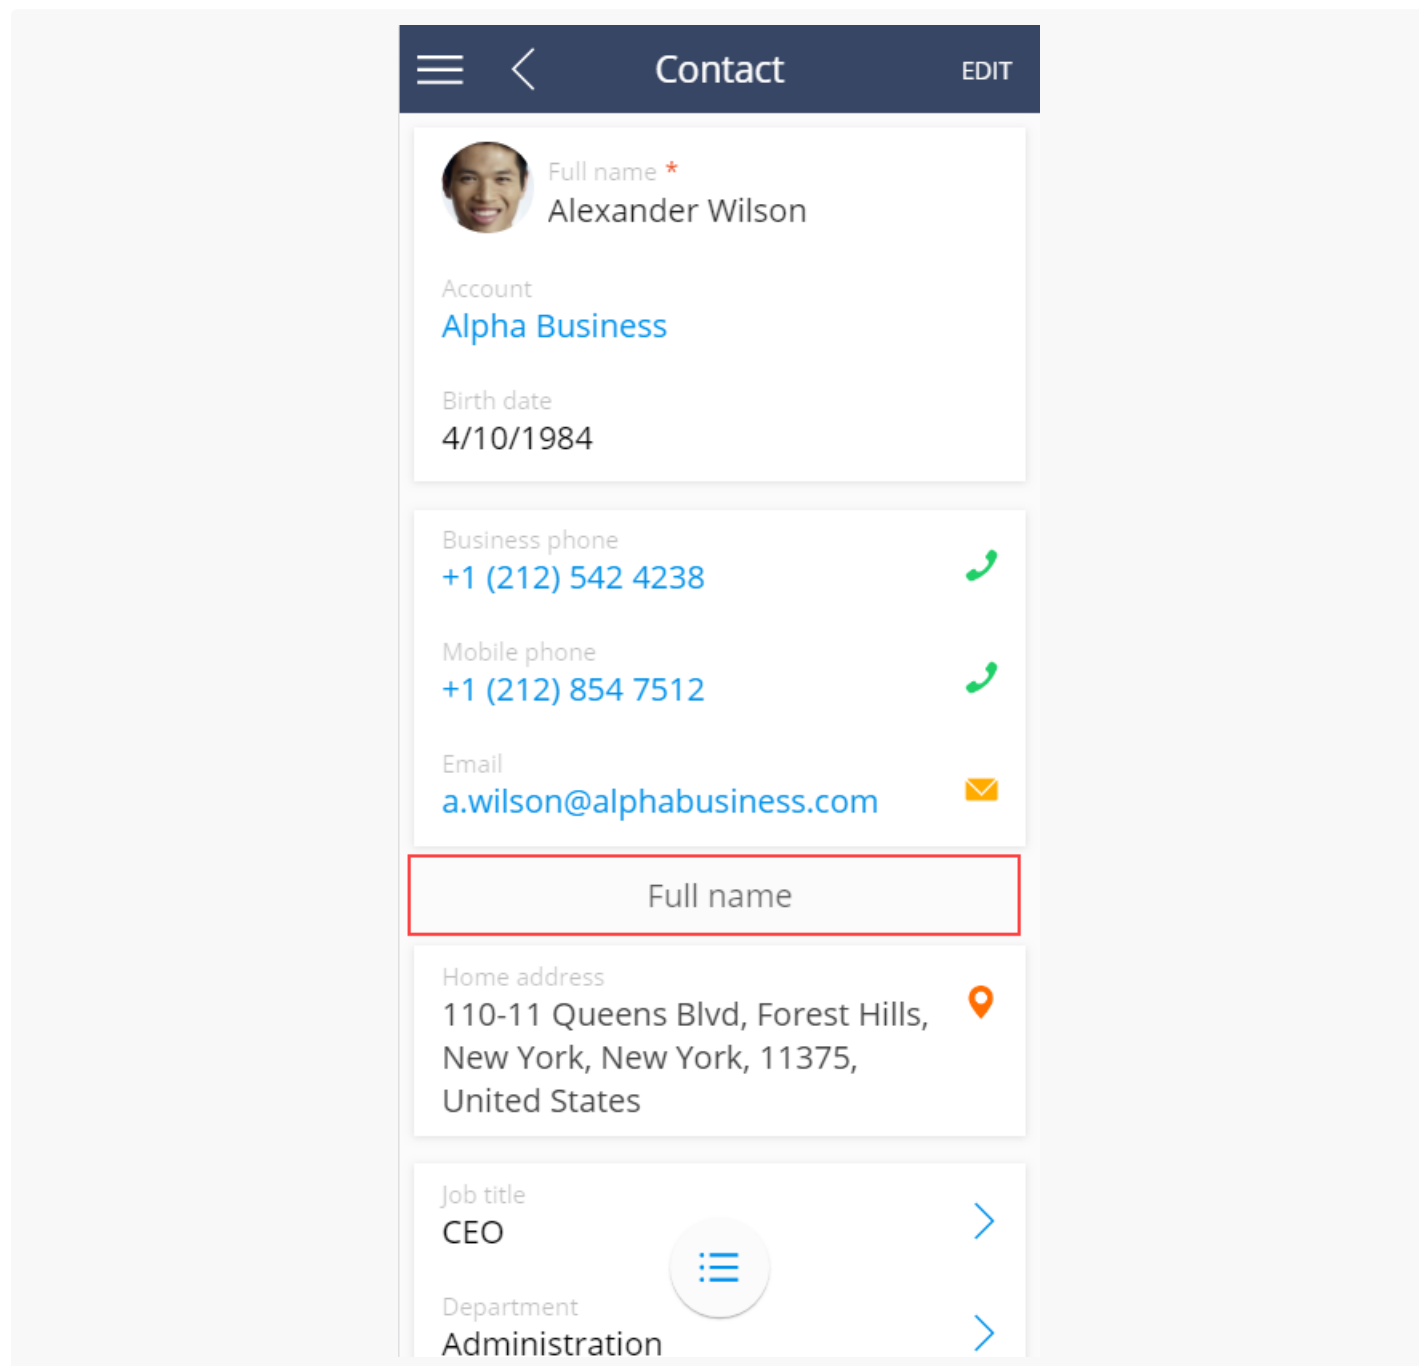 Contact
EDIT
Full name *
Alexander Wilson
Account
Alpha Business
Birth date
4/10/1984
Business phone
+1 (212) 542 4238
Mobile phone
+1 (212) 854 7512
Email
a.wilson@alphabusiness.com
Full name
Home address
110-11 Queens Blvd, Forest Hills,
New York, New York, 11375,
United States
Job title
CEO
Department
Administration